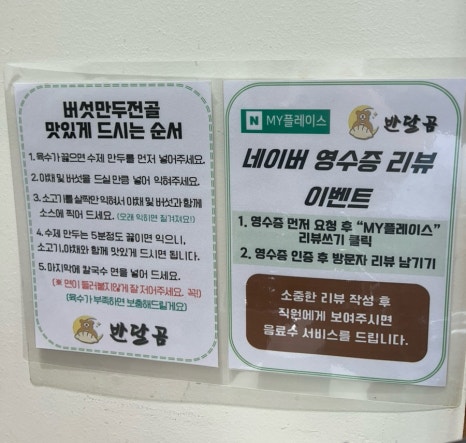 버섯만두전골
맛있게 드시는 순서
1. 육수가 끓으면 수제 만두를 먼저 넣어주세요.
2. 야채 및 버섯을 드실 만큼 넣어 익혀주세요.
3. 소고기를 살짝만 익혀서 야채 및 버섯과 함께
소스에 찍어 드세요. (오래 익히면 질겨져요!)
4. 수제 만두는 5분정도 끓이면 익으니,
소고기,야채와 함께 맛있게 드시면 됩니다.
5. 마지막에 칼국수 면을 넣어 드세요.
(※ 면이 들러붙지않게 잘 저어주세요. 꼭!)
(육수가 부족하면 보충해드릴게요)
반달곰
N MY플레이스
반달곰
네이버 영수증 리뷰
이벤트
1. 영수증 먼저 요청 후 “MY플레이스”
리뷰쓰기 클릭
2. 영수증 인증 후 방문자 리뷰 남기기
소중한 리뷰 작성 후
직원에게 보여주시면
음료수 서비스를 드립니다.